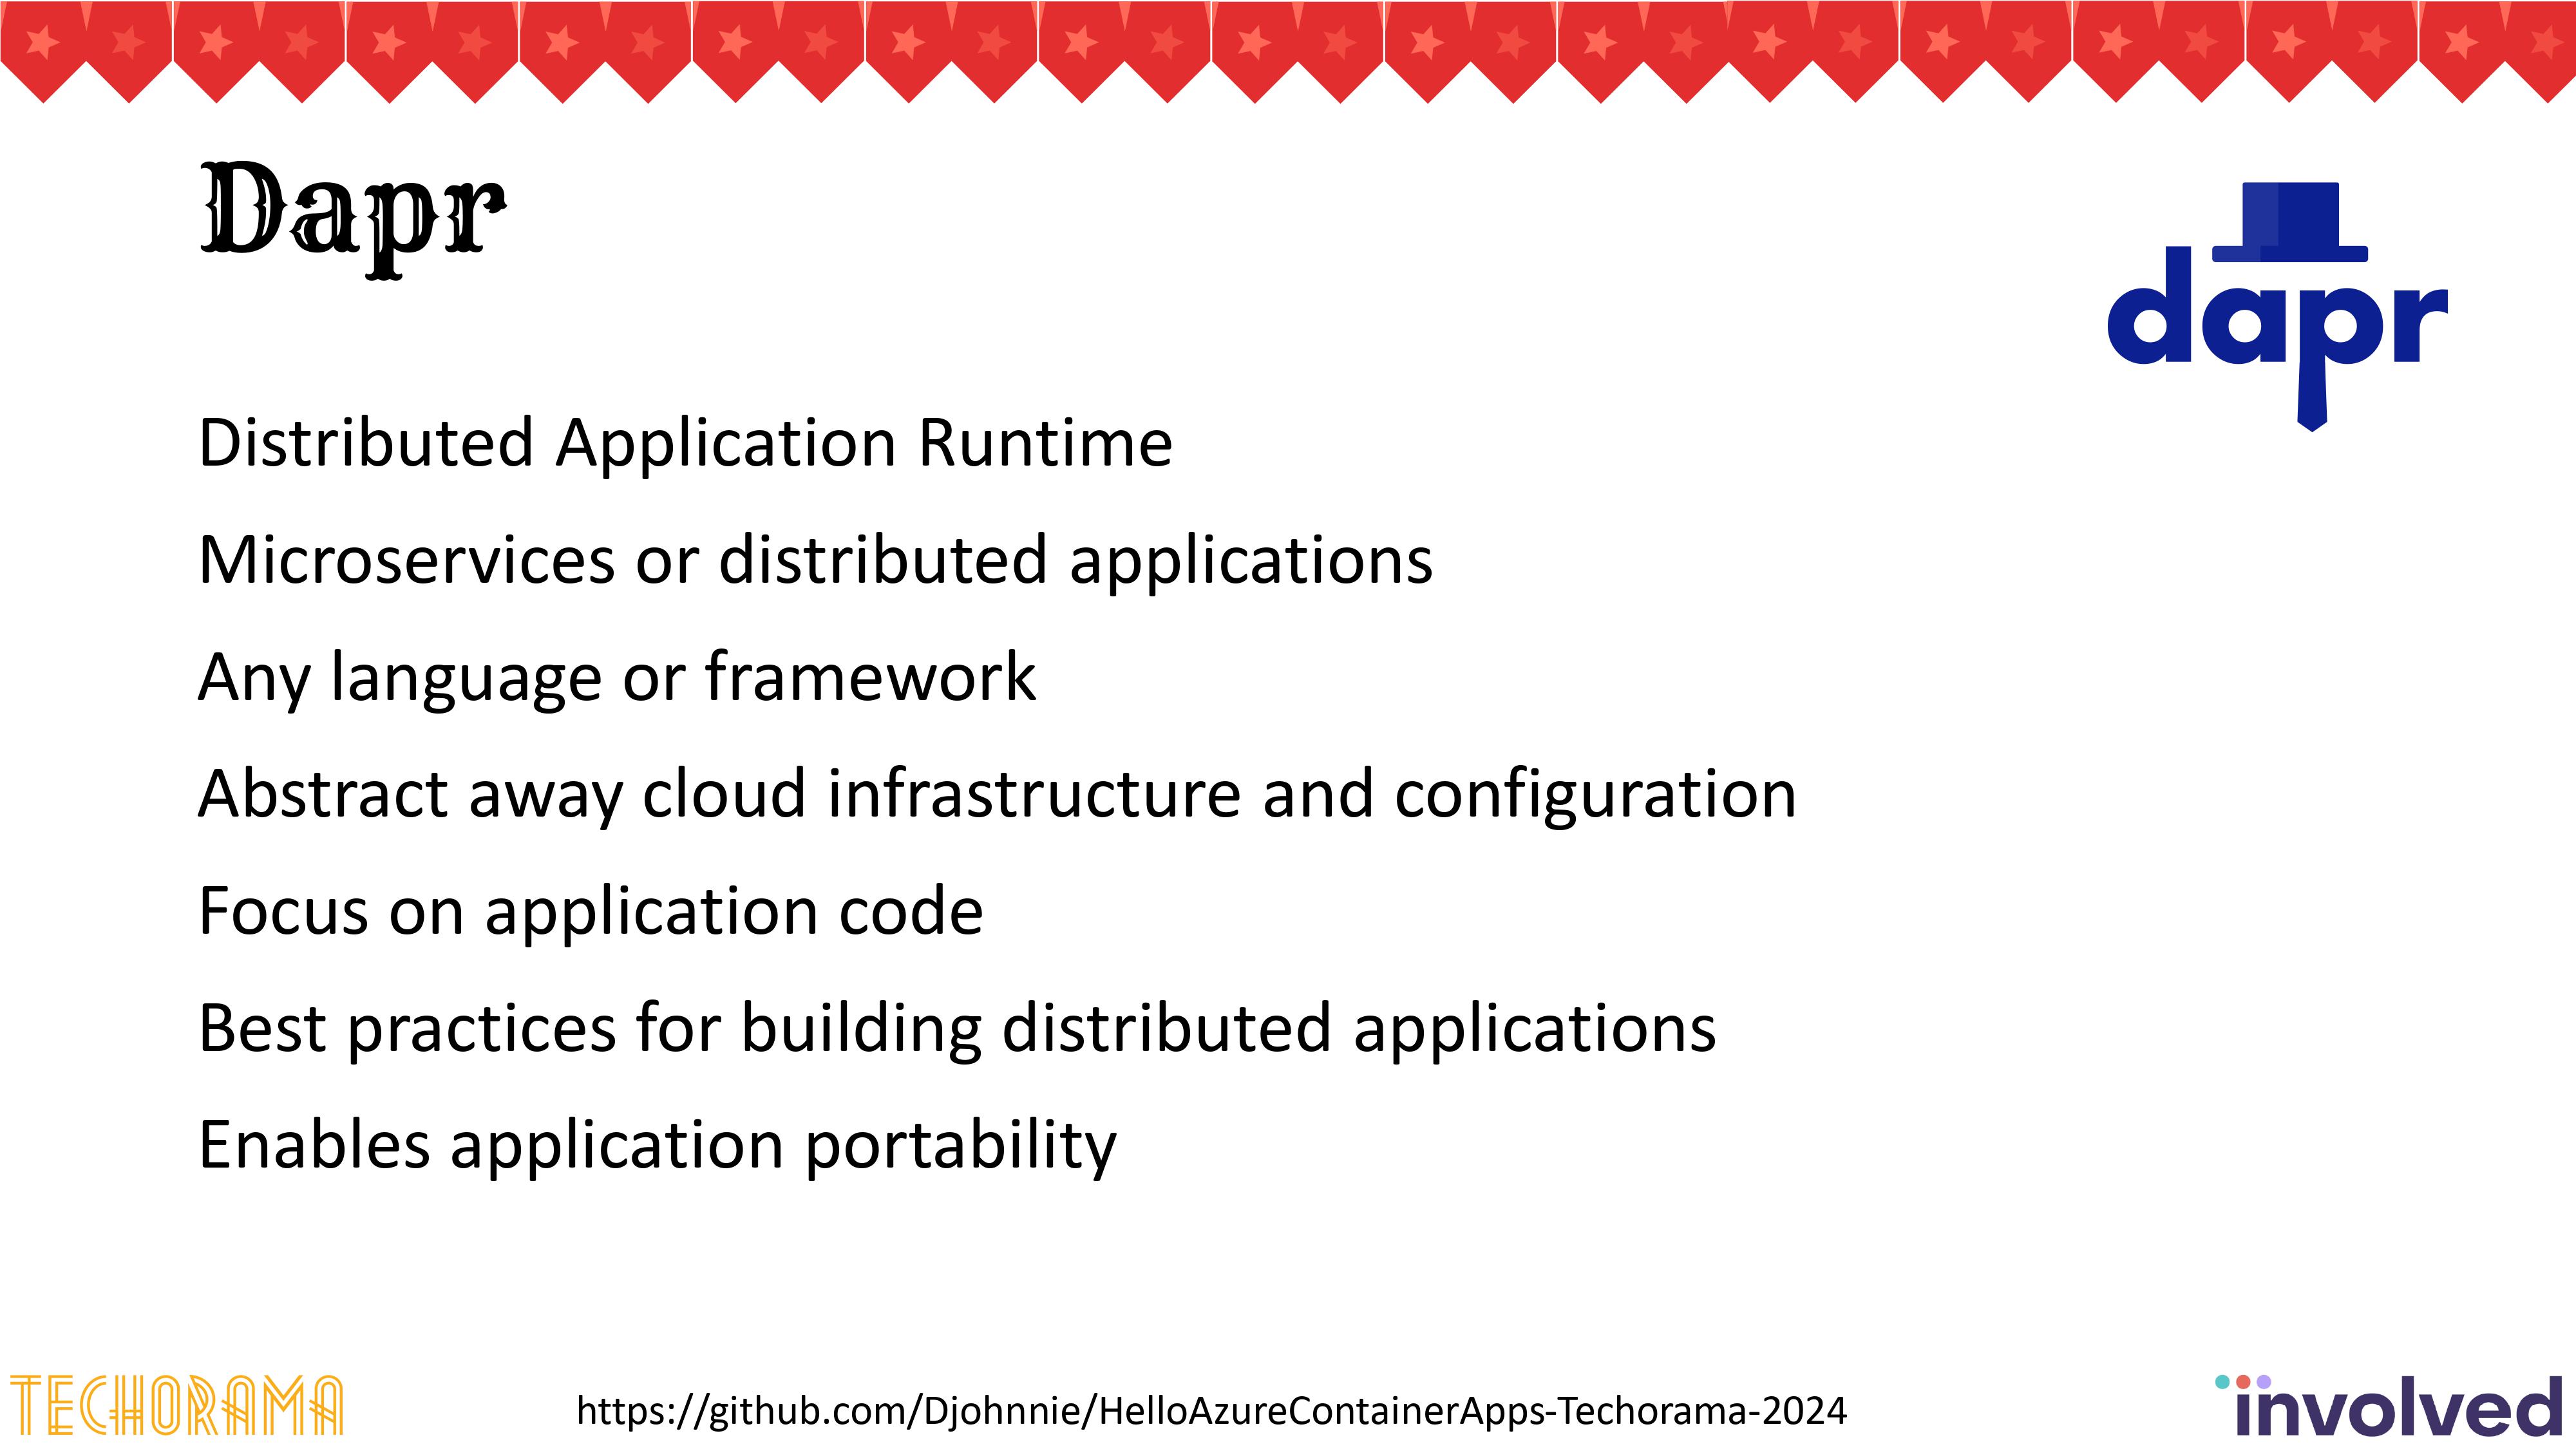 Dapr
dapr
Distributed Application Runtime
Microservices or distributed applications
Any language or framework
Abstract away cloud infrastructure and configuration
Focus on application code
Best practices for building distributed applications
Enables application portability
TECHORAMA
https://github.com/Djohnnie/HelloAzureContainerApps-Techorama-2024
involved